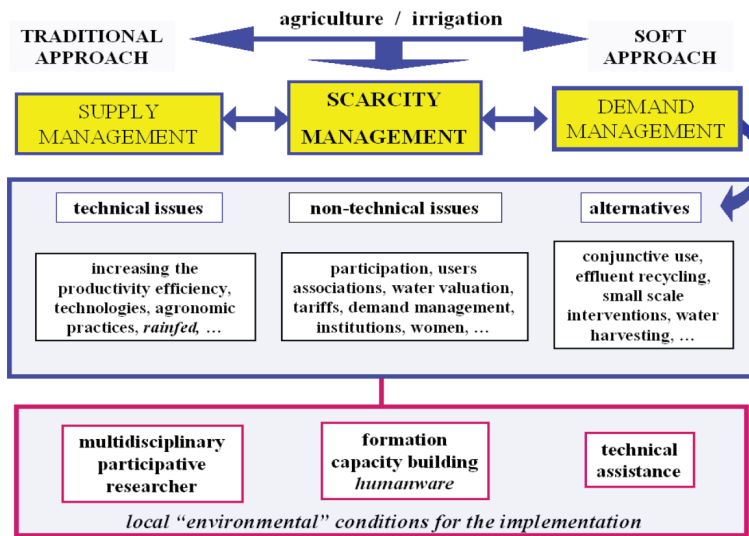 agriculture / irrigation
TRADITIONAL
APPROACH
SOFT
APPROACH
SUPPLY
MANAGEMENT
SCARCITY
MANAGEMENT
DEMAND
MANAGEMENT
technical issues
non-technical issues
alternatives
increasing the
productivity efficiency,
technologies, agronomic
practices, rainfed, …
participation, users
associations, water valuation,
tariffs, demand management,
institutions, women, …
conjunctive use,
effluent recycling,
small scale
interventions, water
harvesting, …
multidisciplinary
participative
researcher
formation
capacity building
humanware
technical
assistance
local “environmental” conditions for the implementation